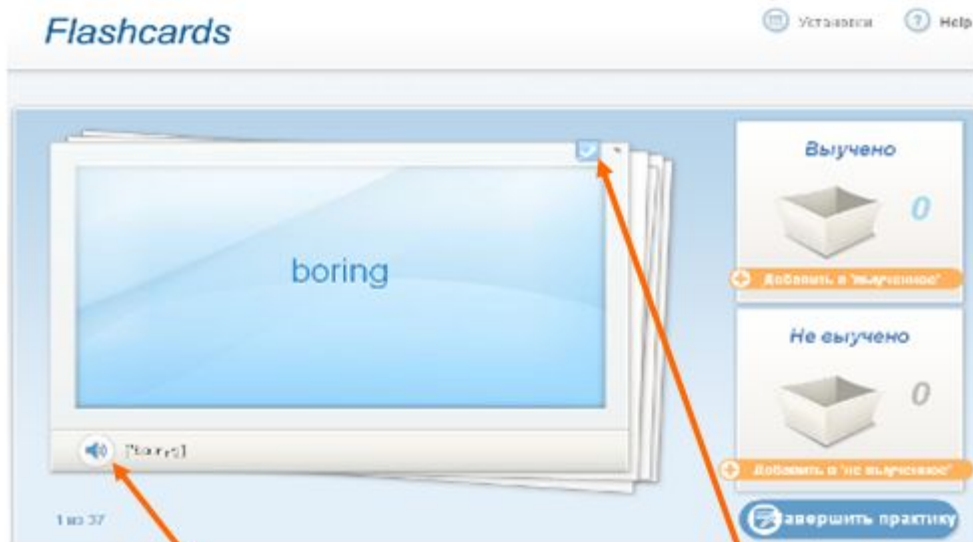 Flashcards
Установки
Help
Выучено
0
boring
Добавить в "выученное"
Не выучено
0
Добавить в "не выученное"
1 из 37
Завершить практику